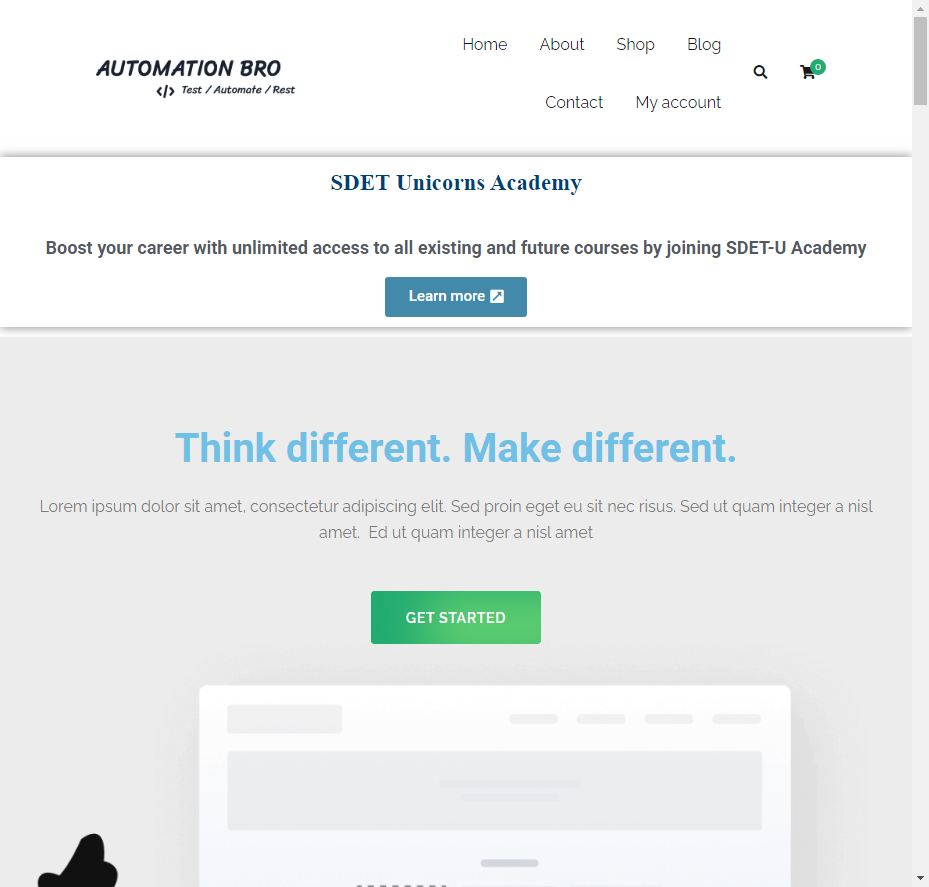 AUTOMATION BRO
</> Test / Automate / Rest
Home About Shop Blog
Contact My account
0
SDET Unicorns Academy
Boost your career with unlimited access to all existing and future courses by joining SDET-U Academy
Learn more
Think different. Make different.
Lorem ipsum dolor sit amet, consectetur adipiscing elit. Sed proin eget eu sit nec risus. Sed ut quam integer a nisl
amet.  Ed ut quam integer a nisl amet
GET STARTED